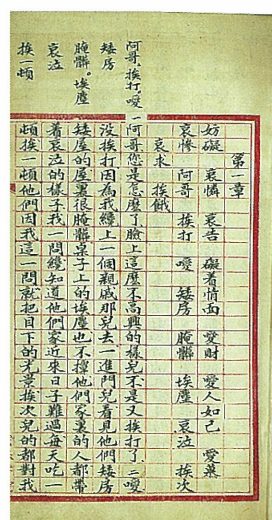 阿哥。挨打。噯
矮房
腌臢。埃塵
哀泣
挨一頓
第一章
妨礙 哀憐 哀告 礙着情面 愛財 愛人如己 愛慕
哀慘 阿哥 挨打 噯 矮房 腌臢 埃塵 哀泣 挨次
哀求 挨餓
一阿哥您是怎麽了臉上這麽不高興的樣兒不是又挨打了二噯
没挨打因為我纔上一個親戚那兒去一進門兒看見他們矮房
矮屋的屋裏很腌臢桌子上的埃塵也不撢他們家裏的人都帶
着哀泣的樣子我一問纔知道他們家近來日子難過每天吃一
頓挨一頓他們因我這一問就把目下的光景挨次兒的都對我